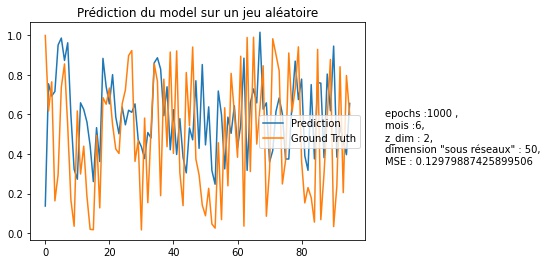 Prédiction du model sur un jeu aléatoire
1.0
0.8
0.6
0.4
0.2
0.0
0
20
40
60
80
Prediction
Ground Truth
epochs :1000 ,
mois :6,
z_dim : 2,
dimension "sous réseaux" : 50,
MSE : 0.12979887425899506